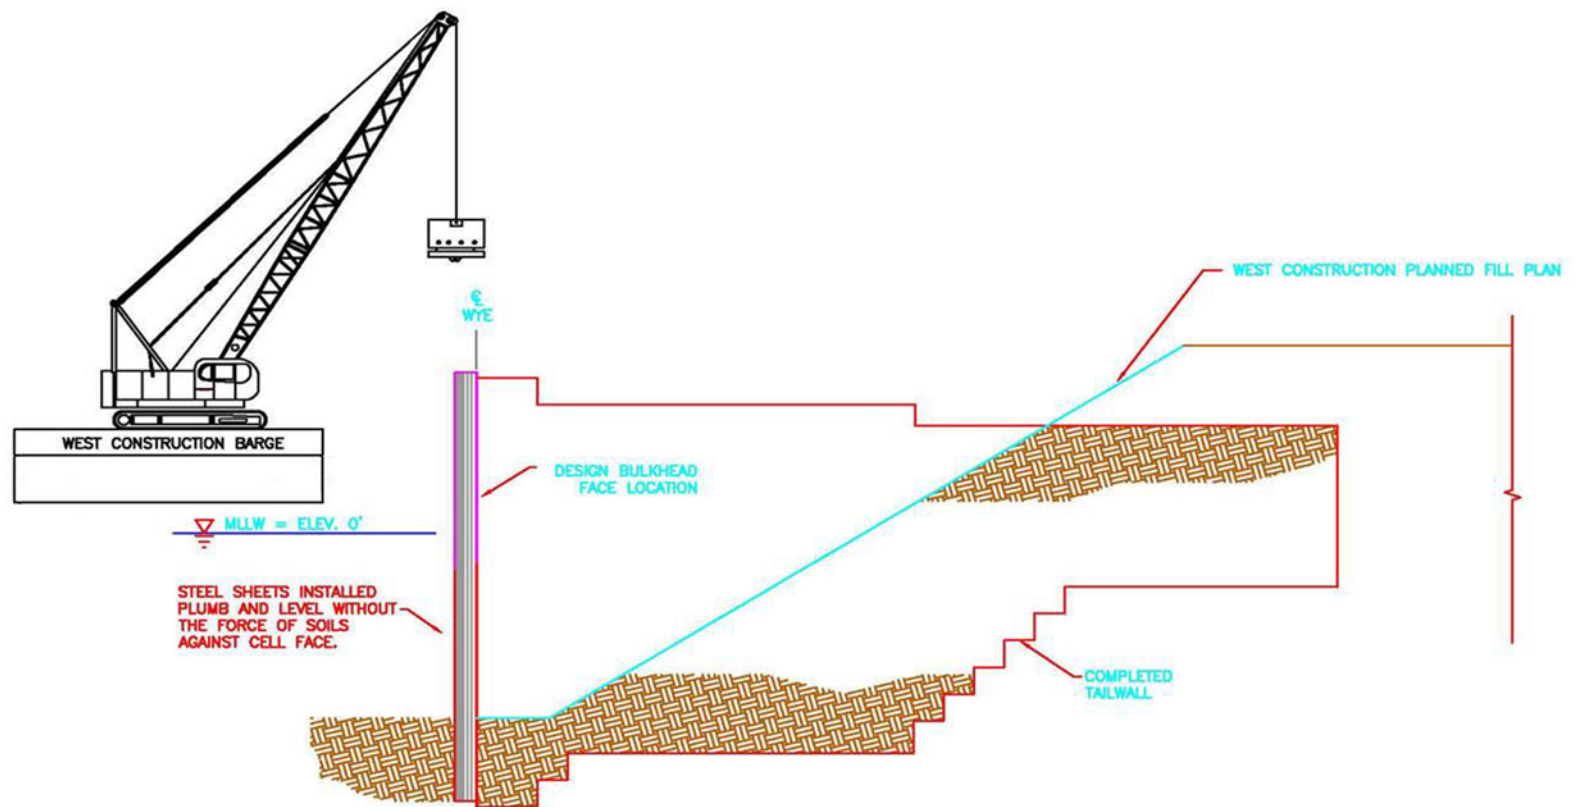 WEST CONSTRUCTION PLANNED FILL PLAN
℄
WYE
WEST CONSTRUCTION BARGE
DESIGN BULKHEAD
FACE LOCATION
MLLW = ELEV. 0'
STEEL SHEETS INSTALLED
PLUMB AND LEVEL WITHOUT
THE FORCE OF SOILS
AGAINST CELL FACE.
COMPLETED
TAILWALL